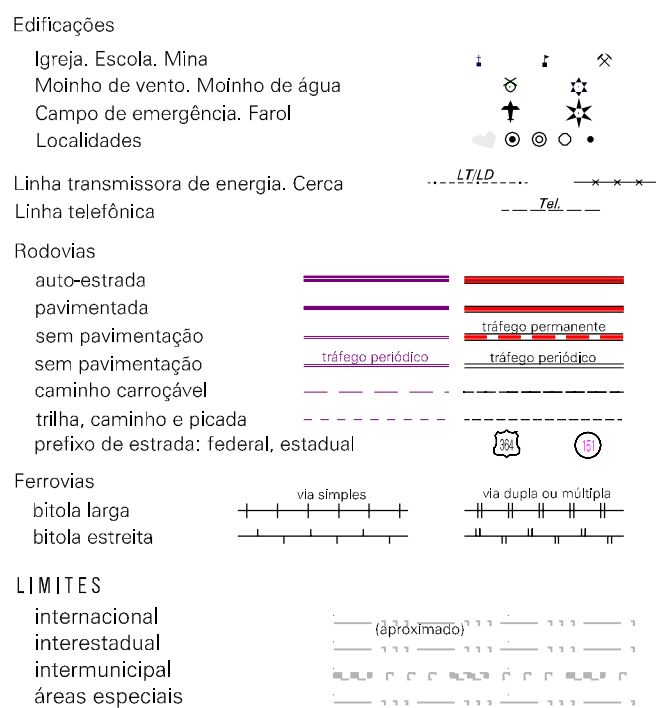 Edificações
Igreja. Escola. Mina
Moinho de vento. Moinho de água
Campo de emergência. Farol
Localidades
Linha transmissora de energia. Cerca LT/LD
Linha telefônica Tel.
Rodovias
auto-estrada
pavimentada
sem pavimentação tráfego permanente
sem pavimentação tráfego periódico tráfego periódico
caminho carroçável
trilha, caminho e picada
prefixo de estrada: federal, estadual 364 151
Ferrovias
via simples via dupla ou múltipla
bitola larga
bitola estreita
LIMITES
internacional
(aproximado)
interestadual
intermunicipal
áreas especiais